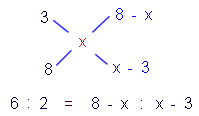 3 8 - x
x
8 x - 3
6 : 2 = 8 - x : x - 3